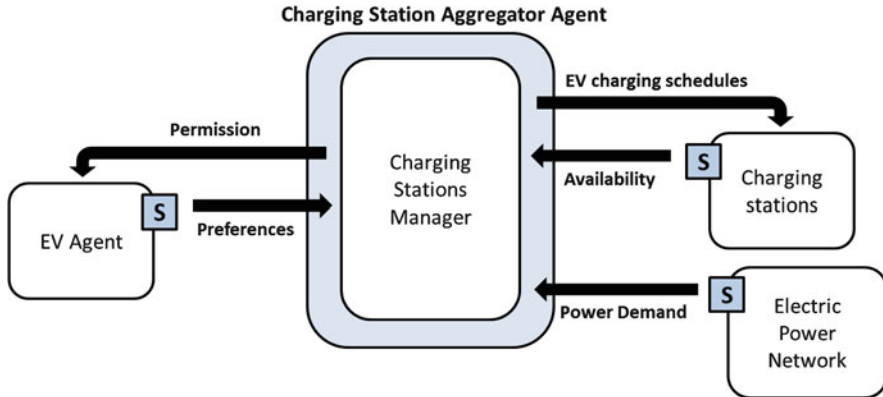 Charging Station Aggregator Agent
EV charging schedules
Permission
S
Availability
Charging
stations
Charging
Stations
Manager
S
EV Agent
Preferences
S
Power Demand
Electric
Power
Network